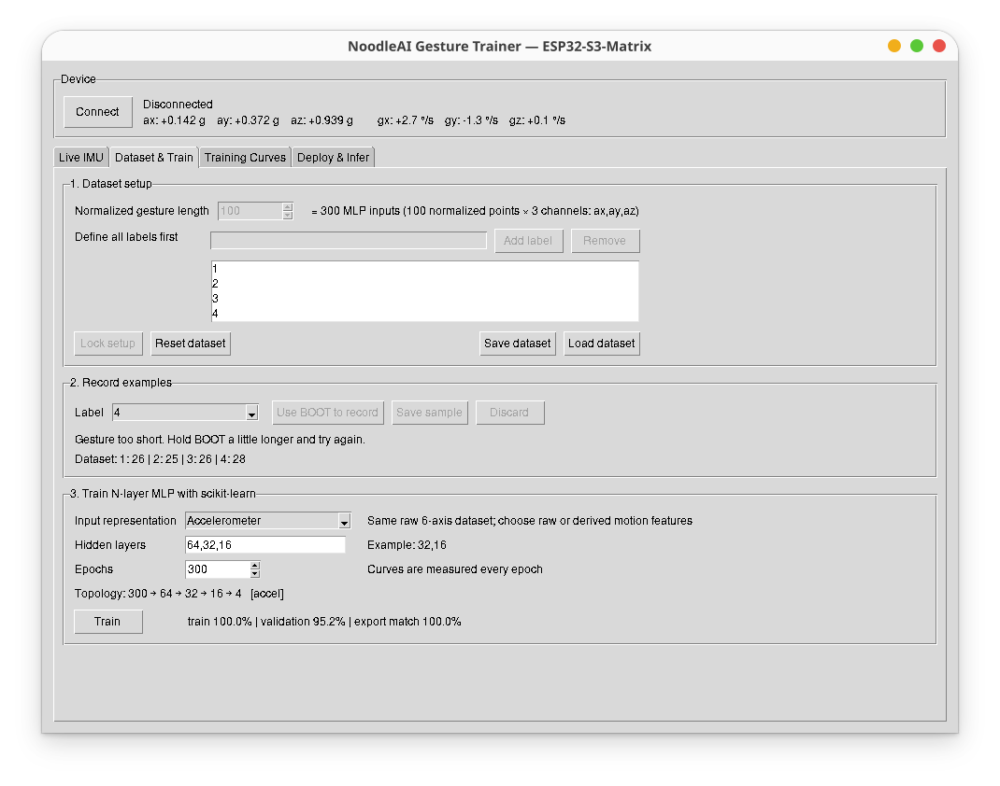 NoodleAI Gesture Trainer — ESP32-S3-Matrix
Device
Connect
Disconnected
ax: +0.142 g ay: +0.372 g az: +0.939 g gx: +2.7 °/s gy: -1.3 °/s gz: +0.1 °/s
Live IMU Dataset & Train Training Curves Deploy & Infer
1. Dataset setup
Normalized gesture length 100 = 300 MLP inputs (100 normalized points × 3 channels: ax,ay,az)
Define all labels first Add label Remove
1
2
3
4
Lock setup Reset dataset Save dataset Load dataset
2. Record examples
Label 4 Use BOOT to record Save sample Discard
Gesture too short. Hold BOOT a little longer and try again.
Dataset: 1: 26 | 2: 25 | 3: 26 | 4: 28
3. Train N-layer MLP with scikit-learn
Input representation Accelerometer Same raw 6-axis dataset; choose raw or derived motion features
Hidden layers 64,32,16 Example: 32,16
Epochs 300 Curves are measured every epoch
Topology: 300 → 64 → 32 → 16 → 4 [accel]
Train train 100.0% | validation 95.2% | export match 100.0%